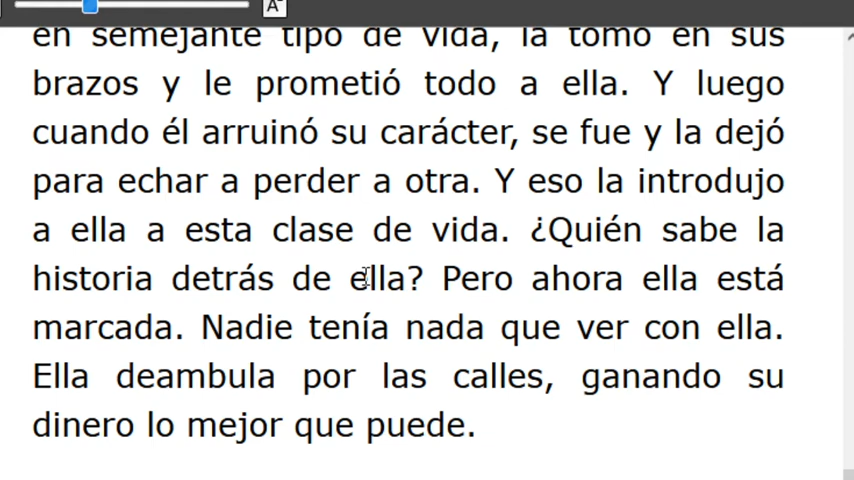 A
en semejante tipo de vida, la tomó en sus
brazos y le prometió todo a ella. Y luego
cuando él arruinó su carácter, se fue y la dejó
para echar a perder a otra. Y eso la introdujo
a ella a esta clase de vida. ¿Quién sabe la
historia detrás de ella? Pero ahora ella está
marcada. Nadie tenía nada que ver con ella.
Ella deambula por las calles, ganando su
dinero lo mejor que puede.